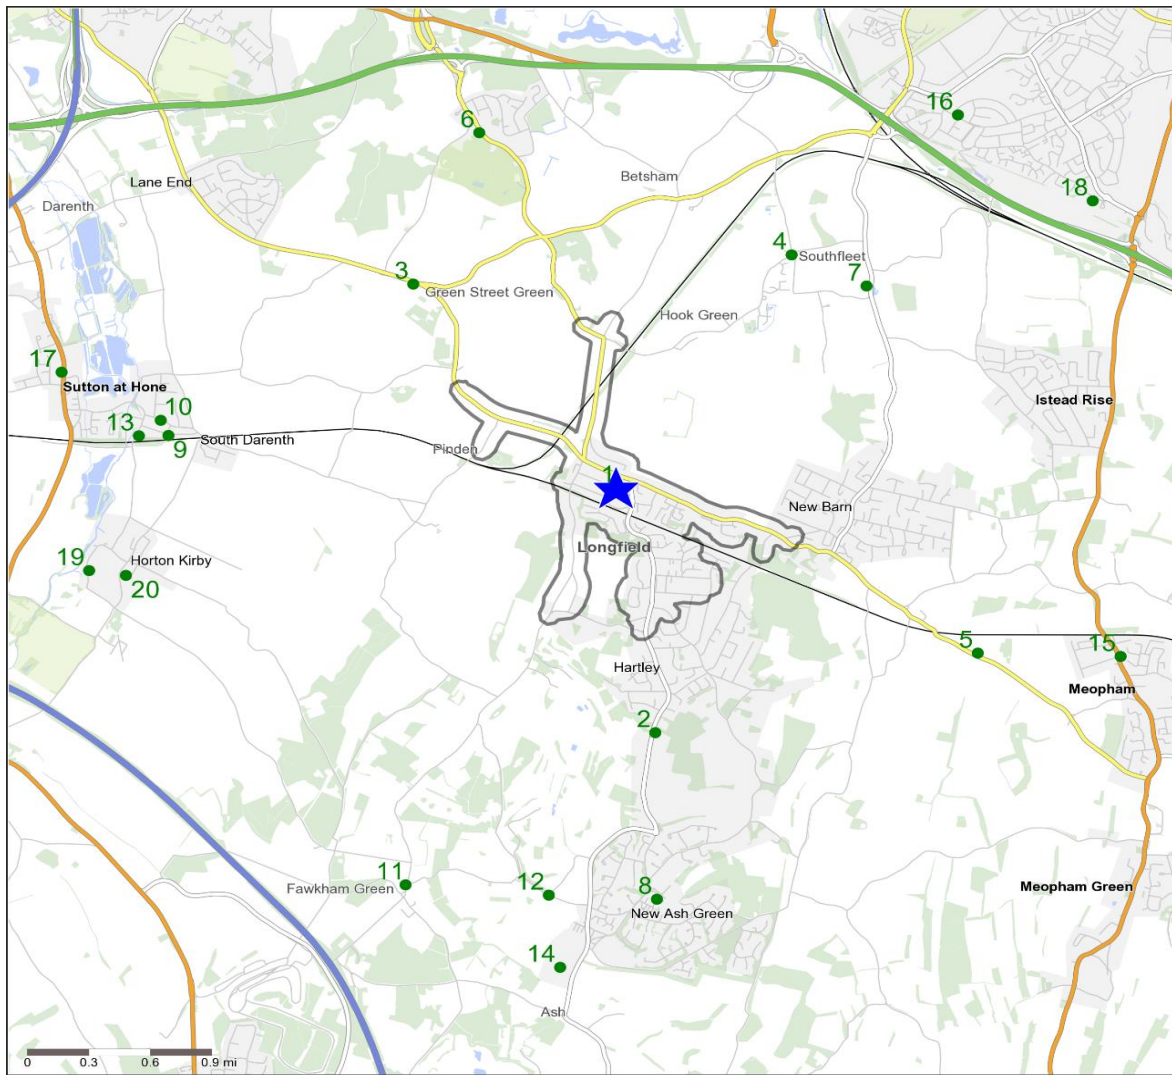 16
6
Betsham
Lane End
18
Darenth
4
Southfleet
3
7
Green Street Green
Hook Green
17
Sutton at Hone
Istead Rise
10
13
9
South Darenth
Pinden
1
New Barn
Longfield
19
Horton Kirby
20
5
15
Hartley
Meopham
2
11
Fawkham Green
12
8
Meopham Green
New Ash Green
14
Ash
0 0.3 0.6 0.9 mi